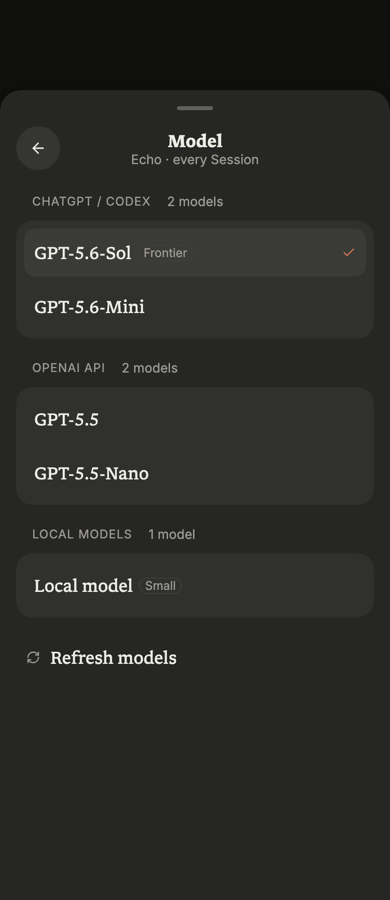 Model
Echo · every Session
CHATGPT / CODEX 2 models
GPT-5.6-Sol Frontier
GPT-5.6-Mini
OPENAI API 2 models
GPT-5.5
GPT-5.5-Nano
LOCAL MODELS 1 model
Local model Small
Refresh models